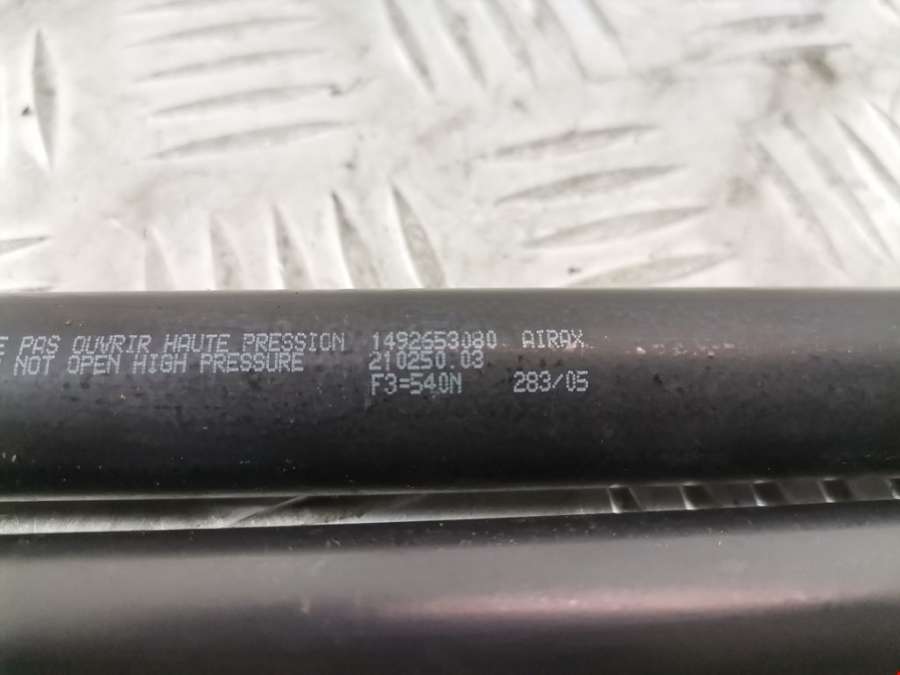 PAS OUVRIR HAUTE PRESSION 1492653080 AIRAX
NOT OPEN HIGH PRESSURE 210250.03
F3=540N 283/05